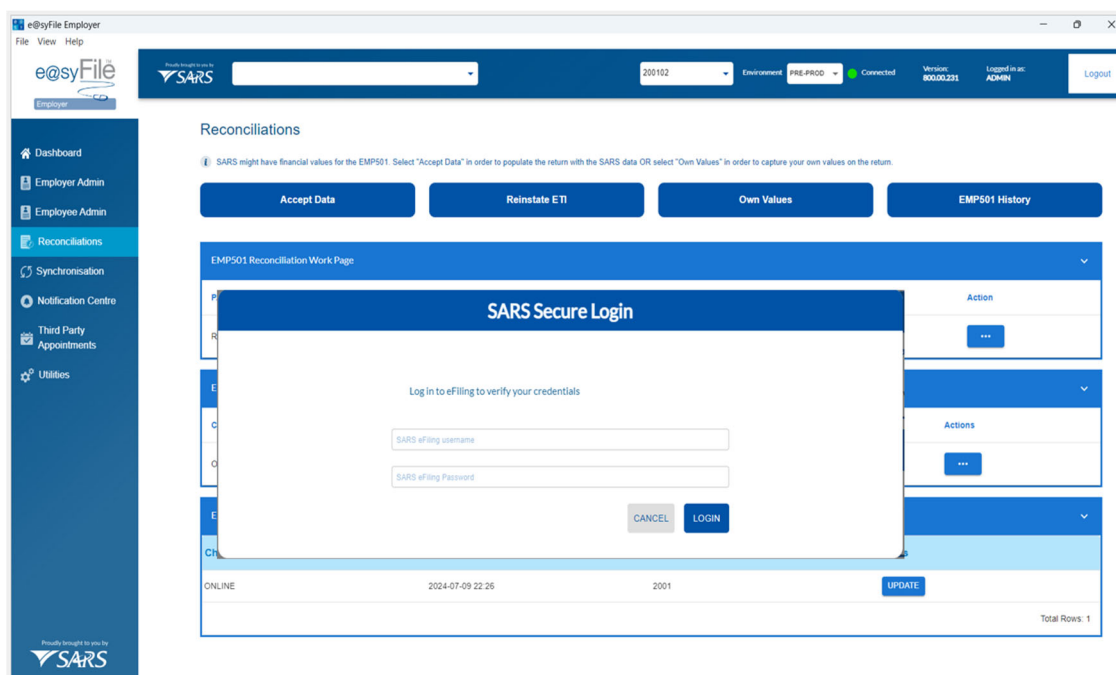 e@syFile Employer
File View Help
e@syFile
Employer
Proudly brought to you by
SARS
200102
Environment PRE-PROD
Connected
Version:
800.00.231
Logged in as:
ADMIN
Logout
Dashboard
Employer Admin
Employee Admin
Reconciliations
Synchronisation
Notification Centre
Third Party
Appointments
Utilities
Proudly brought to you by
SARS
Reconciliations
SARS might have financial values for the EMP501. Select "Accept Data" in order to populate the return with the SARS data OR select "Own Values" in order to capture your own values on the return.
Accept Data Reinstate ETI Own Values EMP501 History
EMP501 Reconciliation Work Page
Action
SARS Secure Login
Log in to eFiling to verify your credentials
SARS eFiling username
SARS eFiling Password
CANCEL LOGIN
Actions
ONLINE 2024-07-09 22:26 2001 UPDATE
Total Rows: 1